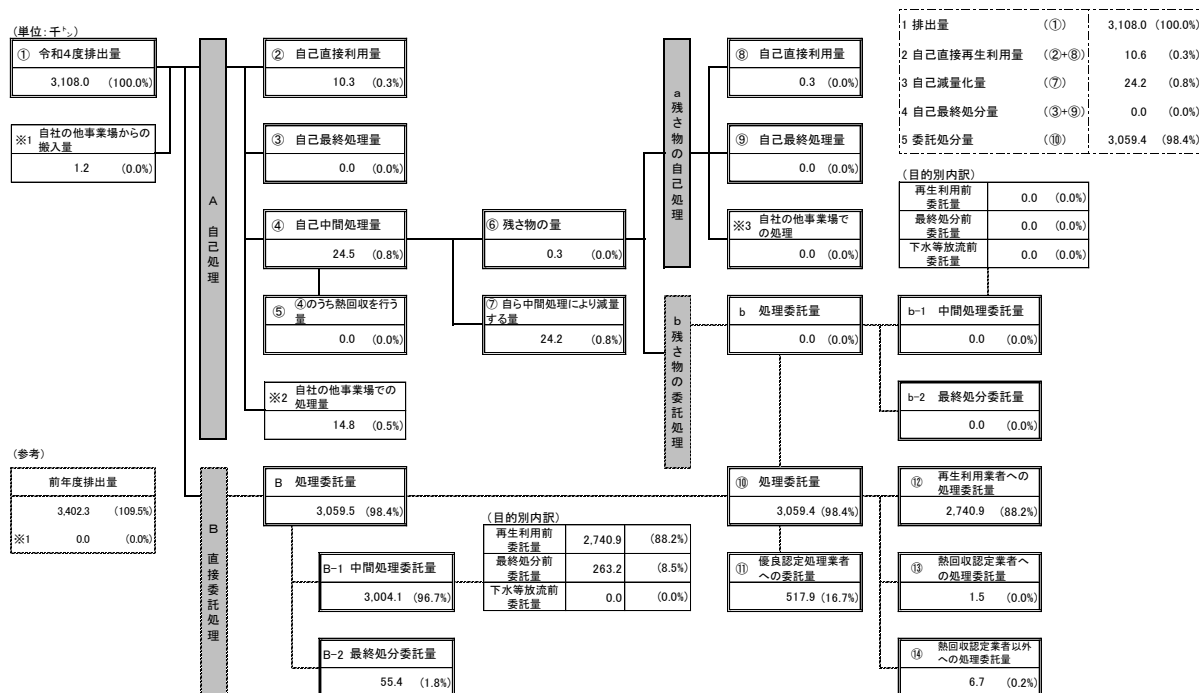 (単位:千㌧)
① 令和4度排出量
3,108.0 (100.0%)
※1 自社の他事業場からの
搬入量
1.2 (0.0%)
A 自己処理
② 自己直接利用量
10.3 (0.3%)
③ 自己最終処理量
0.0 (0.0%)
④ 自己中間処理量
24.5 (0.8%)
⑤ ④のうち熱回収を行う
量
0.0 (0.0%)
※2 自社の他事業場での
処理量
14.8 (0.5%)
⑥ 残さ物の量
0.3 (0.0%)
⑦ 自ら中間処理により減量
する量
24.2 (0.8%)
a 残さ物の自己処理
⑧ 自己直接利用量
0.3 (0.0%)
⑨ 自己最終処理量
0.0 (0.0%)
※3 自社の他事業場で
の処理
0.0 (0.0%)
b 残さ物の委託処理
b 処理委託量
0.0 (0.0%)
1 排出量 (①) 3,108.0 (100.0%)
2 自己直接再生利用量 (②+⑧) 10.6 (0.3%)
3 自己減量化量 (⑦) 24.2 (0.8%)
4 自己最終処分量 (③+⑨) 0.0 (0.0%)
5 委託処分量 (⑩) 3,059.4 (98.4%)
(目的別内訳)
再生利用前
委託量 0.0 (0.0%)
最終処分前
委託量 0.0 (0.0%)
下水等放流前
委託量 0.0 (0.0%)
b-1 中間処理委託量
0.0 (0.0%)
b-2 最終処分委託量
0.0 (0.0%)
(参考)
前年度排出量
3,402.3 (109.5%)
※1 0.0 (0.0%)
B 直接委託処理
B 処理委託量
3,059.5 (98.4%)
B-1 中間処理委託量
3,004.1 (96.7%)
B-2 最終処分委託量
55.4 (1.8%)
(目的別内訳)
再生利用前
委託量 2,740.9 (88.2%)
最終処分前
委託量 263.2 (8.5%)
下水等放流前
委託量 0.0 (0.0%)
⑩ 処理委託量
3,059.4 (98.4%)
⑪ 優良認定処理業者
への委託量
517.9 (16.7%)
⑫ 再生利用業者への
処理委託量
2,740.9 (88.2%)
⑬ 熱回収認定業者へ
の処理委託量
1.5 (0.0%)
⑭ 熱回収認定業者以外
への処理委託量
6.7 (0.2%)